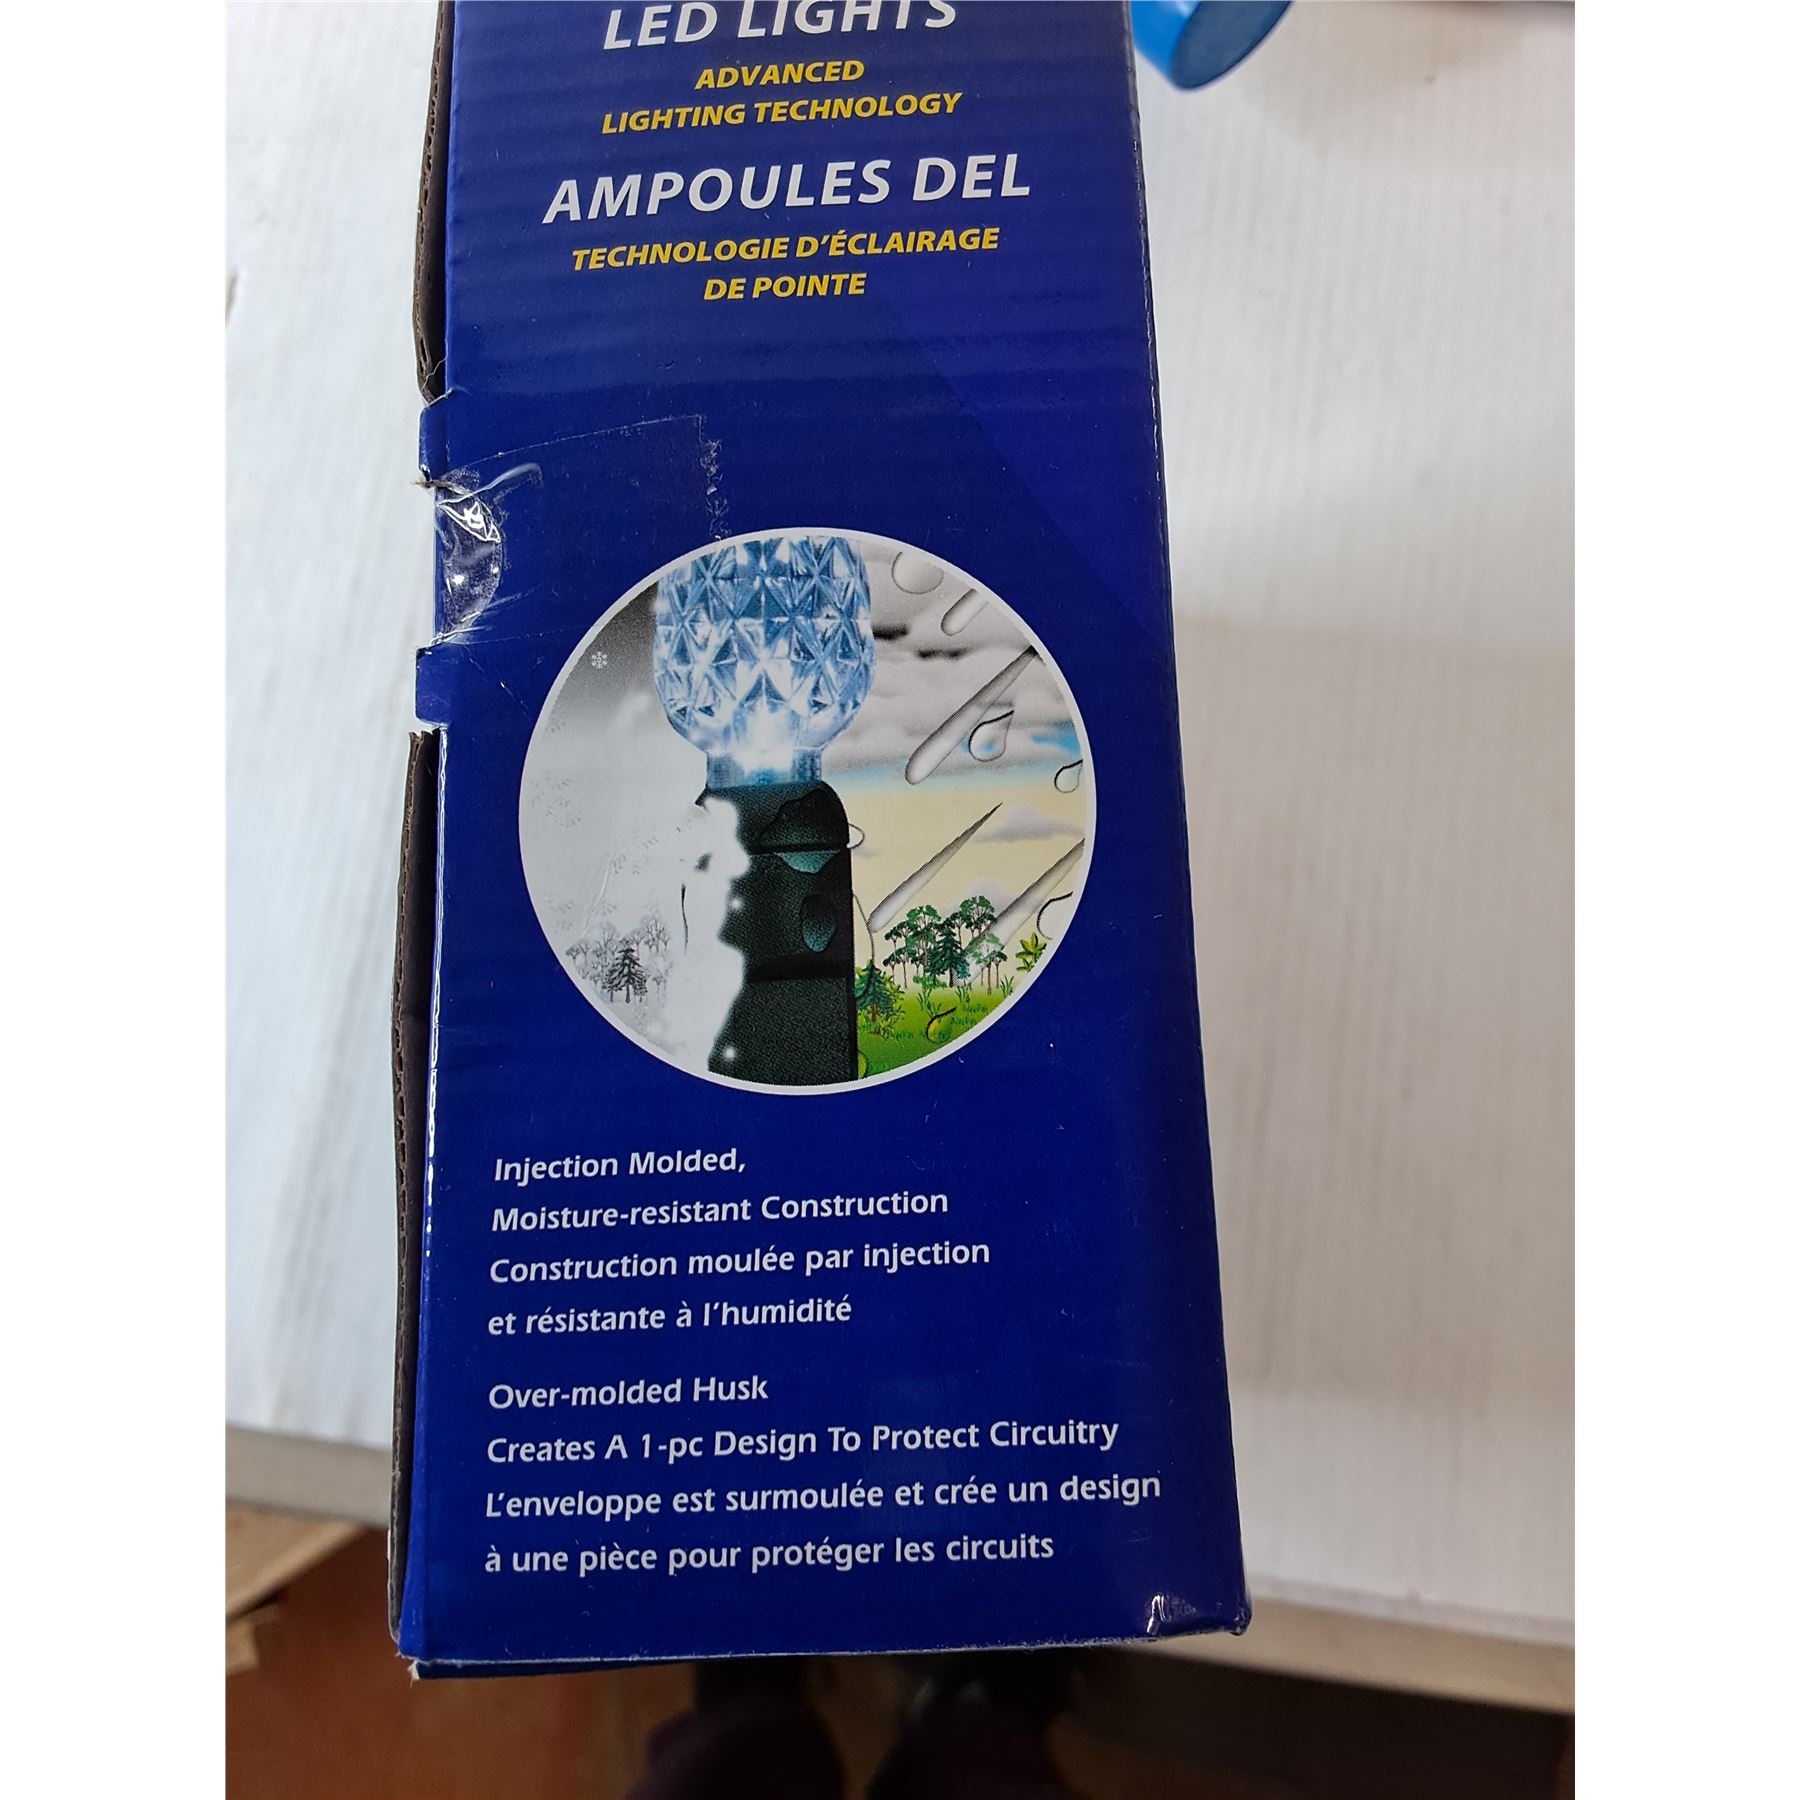 LED LIGHTS
ADVANCED
LIGHTING TECHNOLOGY
AMPOULES DEL
TECHNOLOGIE D'ÉCLAIRAGE
DE POINTE
Injection Molded,
Moisture-resistant Construction
Construction moulée par injection
et résistante à l'humidité
Over-molded Husk
Creates A 1-pc Design To Protect Circuitry
L'enveloppe est surmoulée et crée un design
à une pièce pour protéger les circuits